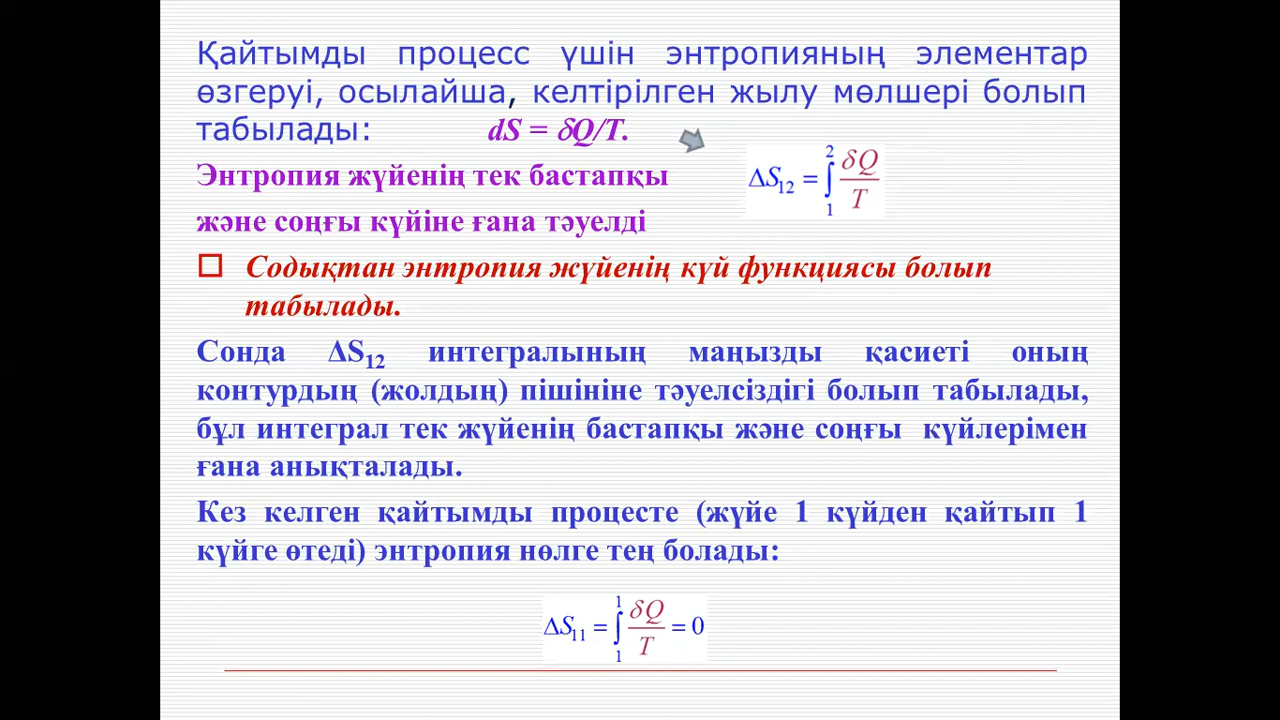 Қайтымды процесс үшін энтропияның элементар
өзгеруі, осылайша, келтірілген жылу мөлшері болып
табылады: dS = δQ/T.
Энтропия жүйенің тек бастапқы
және соңғы күйіне ғана тәуелді
ΔS₁₂ = ∫₁² δQ/T
Содықтан энтропия жүйенің күй функциясы болып
табылады.
Сонда ΔS₁₂ интегралының маңызды қасиеті оның
контурдың (жолдың) пішініне тәуелсіздігі болып табылады,
бұл интеграл тек жүйенің бастапқы және соңғы күйлерімен
ғана анықталады.
Кез келген қайтымды процесте (жүйе 1 күйден қайтып 1
күйге өтеді) энтропия нөлге тең болады:
ΔS₁₁ = ∫₁¹ δQ/T = 0